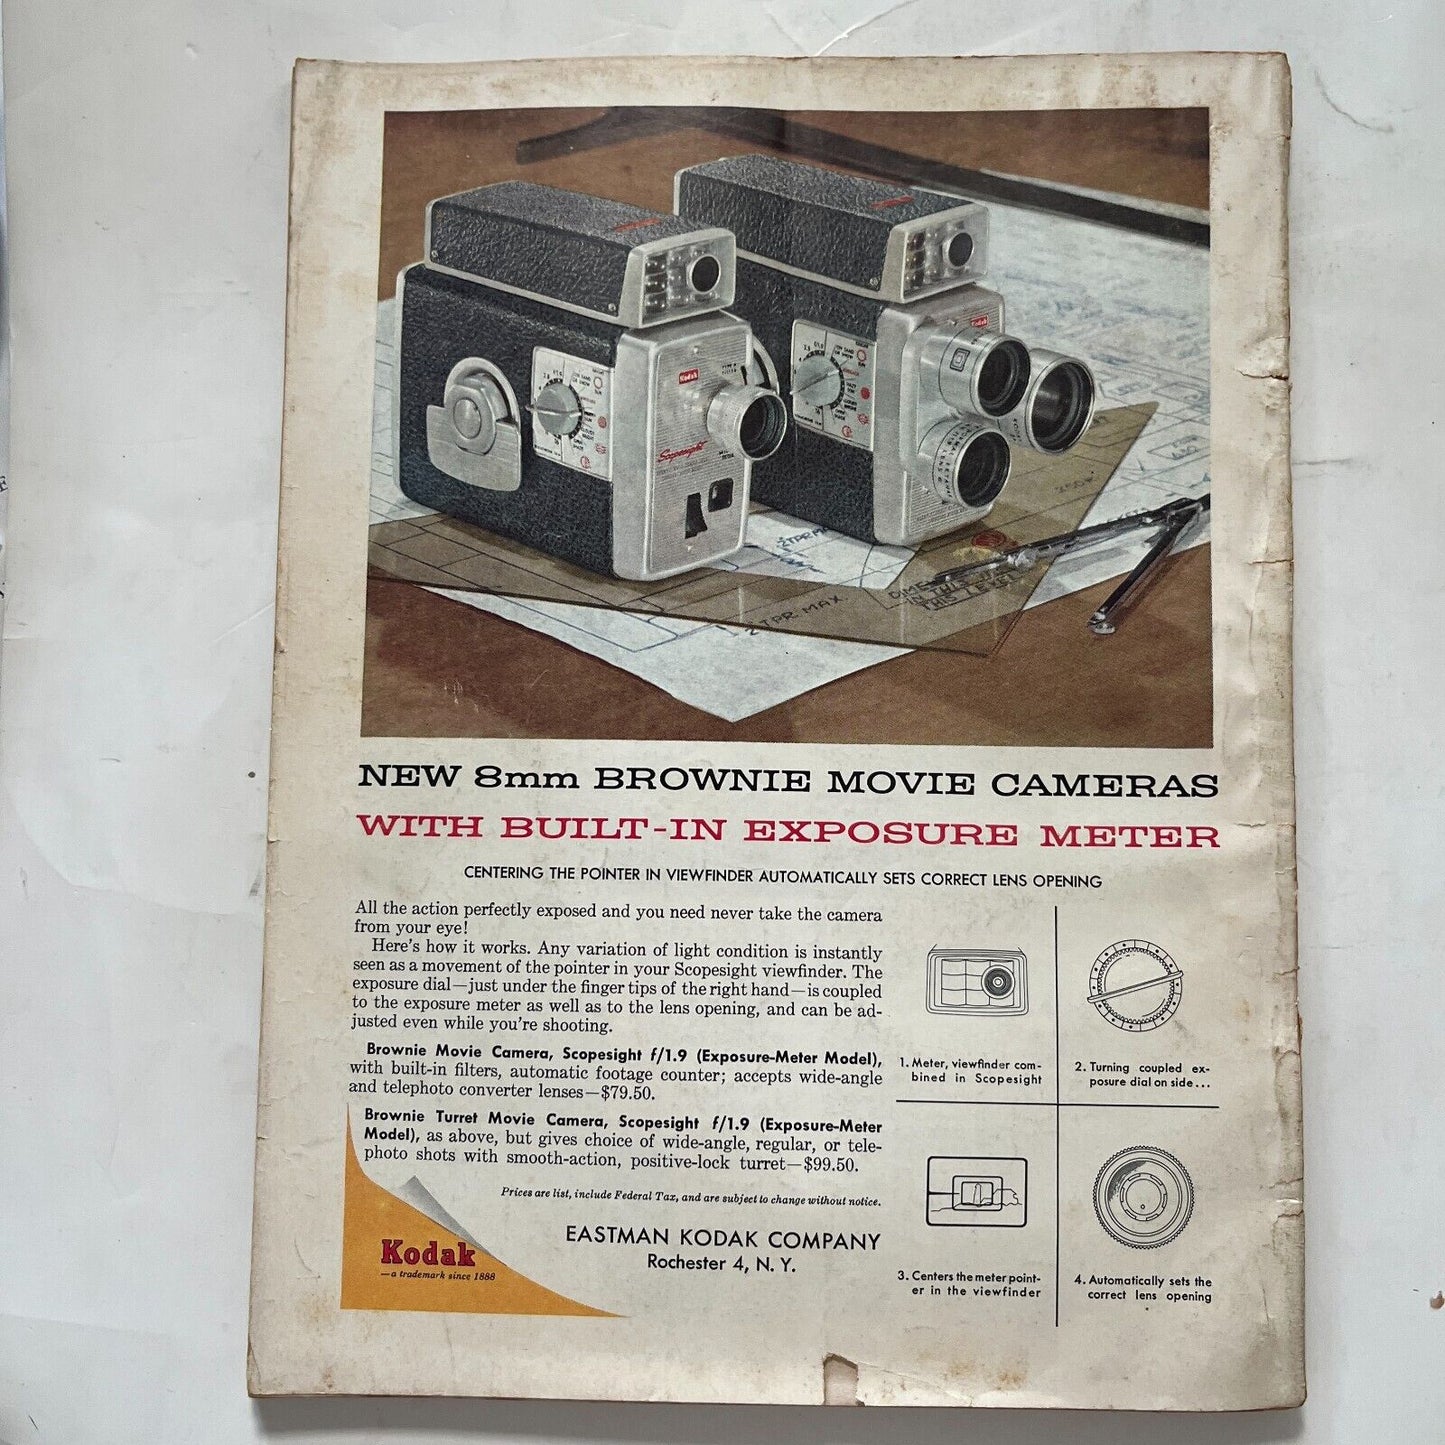 Kodak
Scopesight
Kodak
2 TPR. MAX.
THIS LEVEL
NEW 8mm BROWNIE MOVIE CAMERAS
WITH BUILT-IN EXPOSURE METER
CENTERING THE POINTER IN VIEWFINDER AUTOMATICALLY SETS CORRECT LENS OPENING
All the action perfectly exposed and you need never take the camera
from your eye!
Here's how it works. Any variation of light condition is instantly
seen as a movement of the pointer in your Scopesight viewfinder. The
exposure dial—just under the finger tips of the right hand—is coupled
to the exposure meter as well as to the lens opening, and can be ad-
justed even while you're shooting.
Brownie Movie Camera, Scopesight f/1.9 (Exposure-Meter Model),
with built-in filters, automatic footage counter; accepts wide-angle
and telephoto converter lenses—$79.50.
Brownie Turret Movie Camera, Scopesight f/1.9 (Exposure-Meter
Model), as above, but gives choice of wide-angle, regular, or tele-
photo shots with smooth-action, positive-lock turret—$99.50.
Prices are list, include Federal Tax, and are subject to change without notice.
EASTMAN KODAK COMPANY
Rochester 4, N. Y.
Kodak
—a trademark since 1888
1. Meter, viewfinder com-
bined in Scopesight
2. Turning coupled ex-
posure dial on side...
3. Centers the meter point-
er in the viewfinder
4. Automatically sets the
correct lens opening